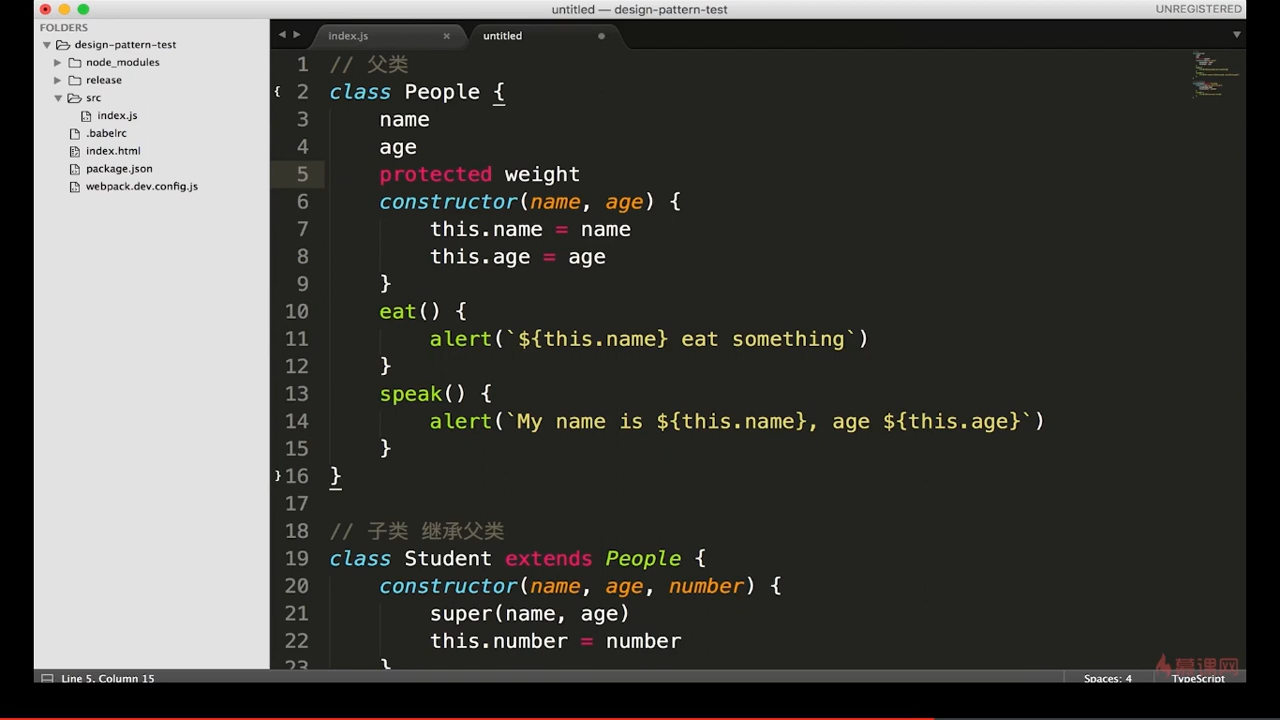 untitled — design-pattern-test
UNREGISTERED
FOLDERS
design-pattern-test
node_modules
release
src
index.js
.babelrc
index.html
package.json
webpack.dev.config.js
index.js ×
untitled
1 // 父类
2 class People {
3 name
4 age
5 protected weight
6 constructor(name, age) {
7 this.name = name
8 this.age = age
9 }
10 eat() {
11 alert(`${this.name} eat something`)
12 }
13 speak() {
14 alert(`My name is ${this.name}, age ${this.age}`)
15 }
16 }
17
18 // 子类 继承父类
19 class Student extends People {
20 constructor(name, age, number) {
21 super(name, age)
22 this.number = number
23 }
慕课网
Line 5, Column 15
Spaces: 4
TypeScript